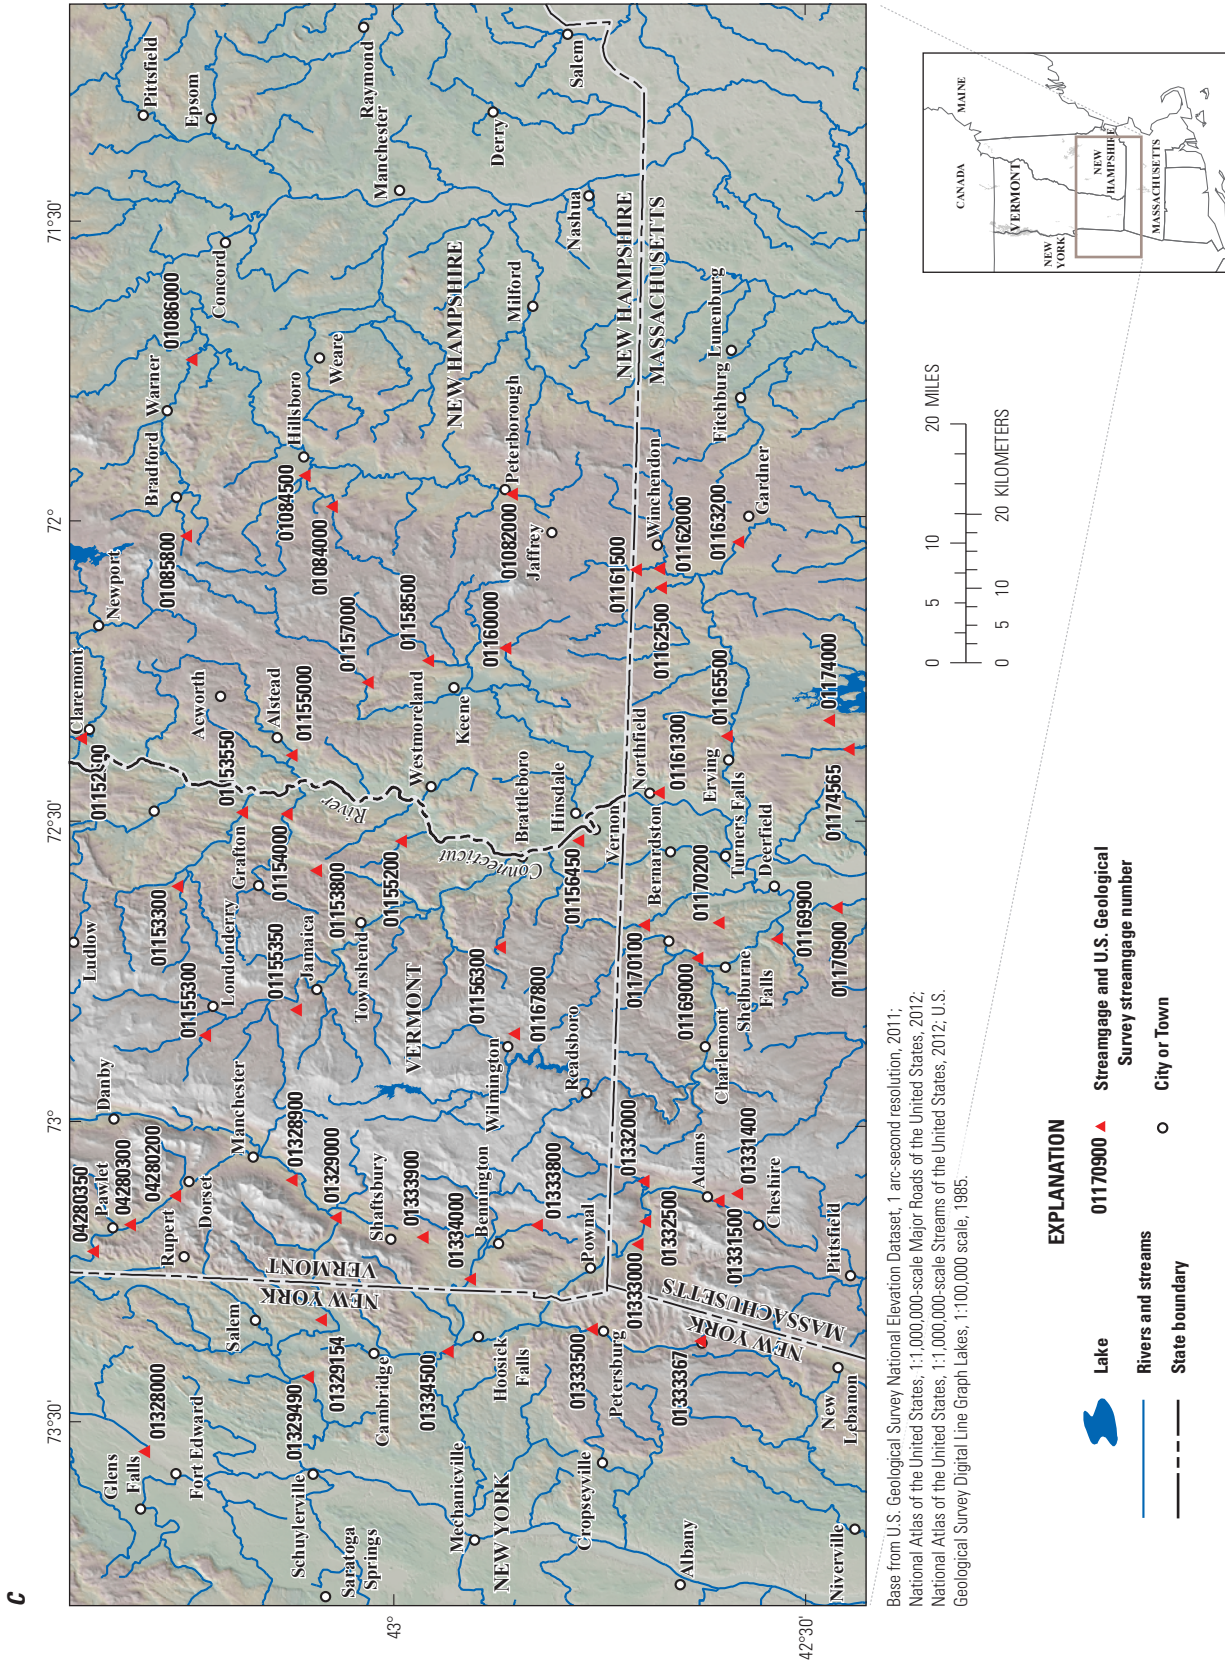 C
73°30'
73°
72°30'
72°
71°30'
43°
42°30'
Glens
Falls
01328000
Fort Edward
Schuylerville
Saratoga
Springs
01329490
01329154
Salem
Cambridge
Mechanicville
NEW YORK
01334500
Hoosick
Falls
Cropseyville
01333500
Petersburg
01333367
Albany
Niverville
New
Lebanon
NEW YORK
VERMONT
NEW YORK
MASSACHUSETTS
04280350
Pawlet
04280300
04280200
Danby
Rupert
Dorset
Manchester
01328900
01329000
Shaftsbury
01333900
01334000
Bennington
01333800
Pownal
01333000
01332000
01332500
Adams
01331400
01331500
Cheshire
Pittsfield
Ludlow
01153300
01155300
Londonderry
01155350
Jamaica
Townshend
VERMONT
01156300
01167800
Wilmington
Readsboro
Grafton
01154000
01153800
01155200
01153550
River
Connecticut
Brattleboro
Hinsdale
01156450
Vernon
Bernardston
01170100
01170200
01169000
Charlemont
Shelbourne
Falls
Turners Falls
Deerfield
01169900
01170900
Claremont
01152500
Newport
Acworth
Alstead
01155000
Westmoreland
Keene
01157000
01158500
01160000
Northfield
01161300
Erving
01165500
01174000
01174565
Bradford
Warner
01085800
01086000
Concord
Hillsboro
01084500
01084000
Weare
NEW HAMPSHIRE
Peterborough
01082000
Jaffrey
Milford
01161500
Winchendon
01162000
01162500
01163200
Gardner
Fitchburg
Lunenburg
NEW HAMPSHIRE
MASSACHUSETTS
Pittsfield
Epsom
Raymond
Manchester
Derry
Salem
Nashua
Base from U.S. Geological Survey National Elevation Dataset, 1 arc-second resolution, 2011;
National Atlas of the United States, 1:1,000,000-scale Major Roads of the United States, 2012;
National Atlas of the United States, 1:1,000,000-scale Streams of the United States, 2012; U.S.
Geological Survey Digital Line Graph Lakes, 1:100,000 scale, 1985.
0 5 10 20 MILES
0 5 10 20 KILOMETERS
CANADA
MAINE
VERMONT
NEW
YORK
NEW
HAMPSHIRE
MASSACHUSETTS
EXPLANATION
Lake
Rivers and streams
State boundary
01170900 Streamgage and U.S. Geological
Survey streamgage number
City or Town